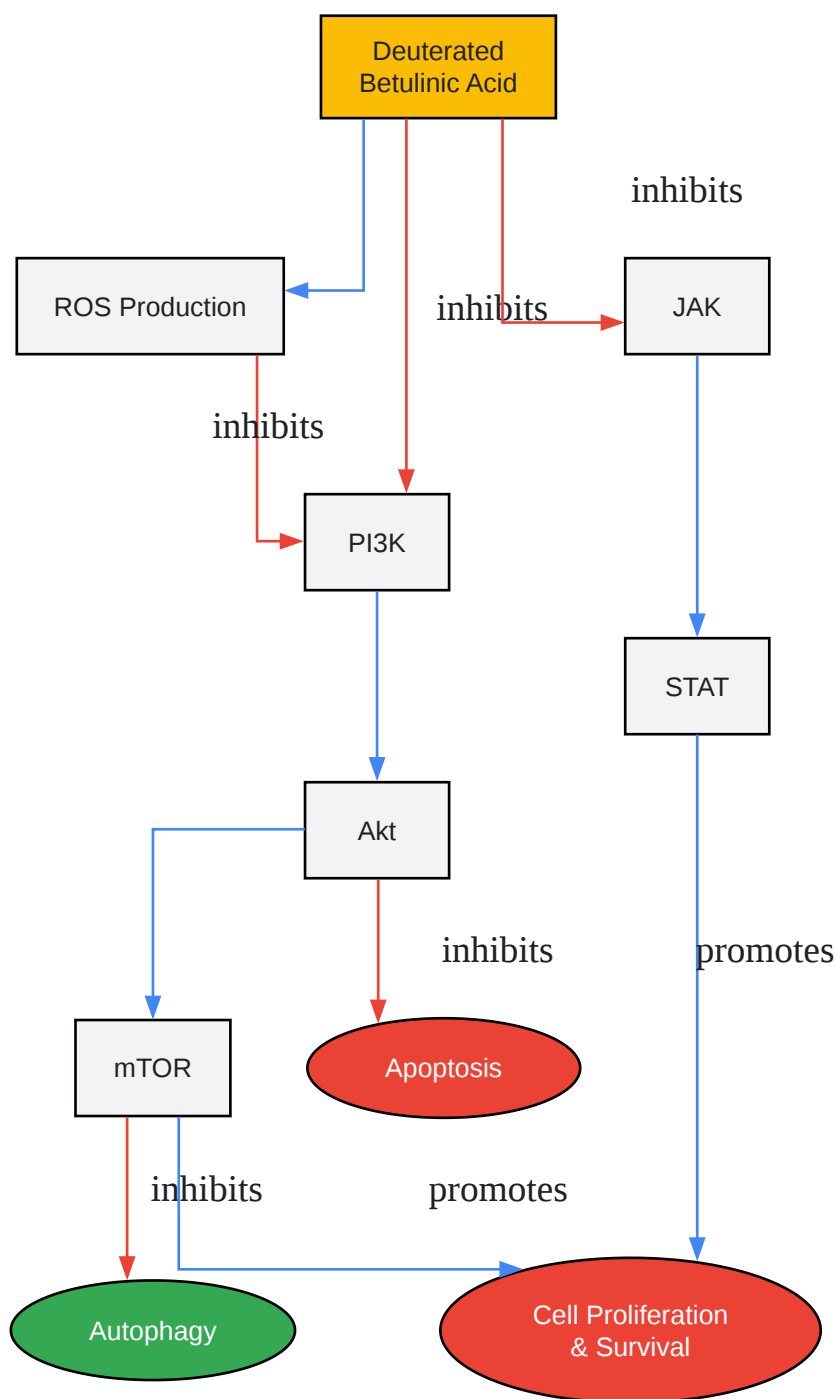 Deuterated
Betulinic Acid
inhibits
ROS Production
inhibits
JAK
inhibits
PI3K
STAT
Akt
inhibits
promotes
mTOR
Apoptosis
inhibits
promotes
Autophagy
Cell Proliferation
& Survival